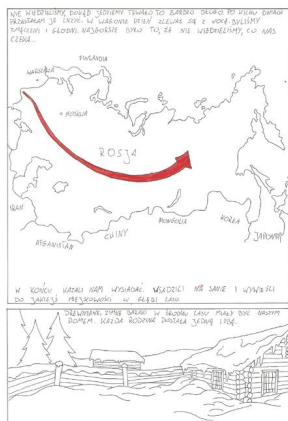 NIE WIEDZIELIŚMY, DOKĄD JEDZIEMY. TRWAŁO TO BARDZO DŁUGO. PO KILKU DNIACH
PRZESTAŁAM JE LICZYĆ. W WAGONIE DZIEŃ ZLEWAŁ SIĘ Z NOCĄ. BYLIŚMY
ZMĘCZENI I GŁODNI. NAJGORSZE BYŁO TO, ŻE NIE WIEDZIELIŚMY, CO NAS
CZEKA...
FINLANDIA
WARSZAWA
MOSKWA
ROSJA
IRAN
AFGANISTAN
CHINY
MONGOLIA
KOREA
JAPONIA
W KOŃCU KAZALI NAM WYSIADAĆ. WSADZILI NA SANIE I WYWIEŹLI
DO JAKIEJŚ MIEJSCOWOŚCI W GŁĘBI LASU.
DREWNIANE, ZIMNE BARAKI W ŚRODKU LASU MIAŁY BYĆ NASZYM
DOMEM. KAŻDA RODZINA DOSTAŁA JEDNĄ IZBĘ.